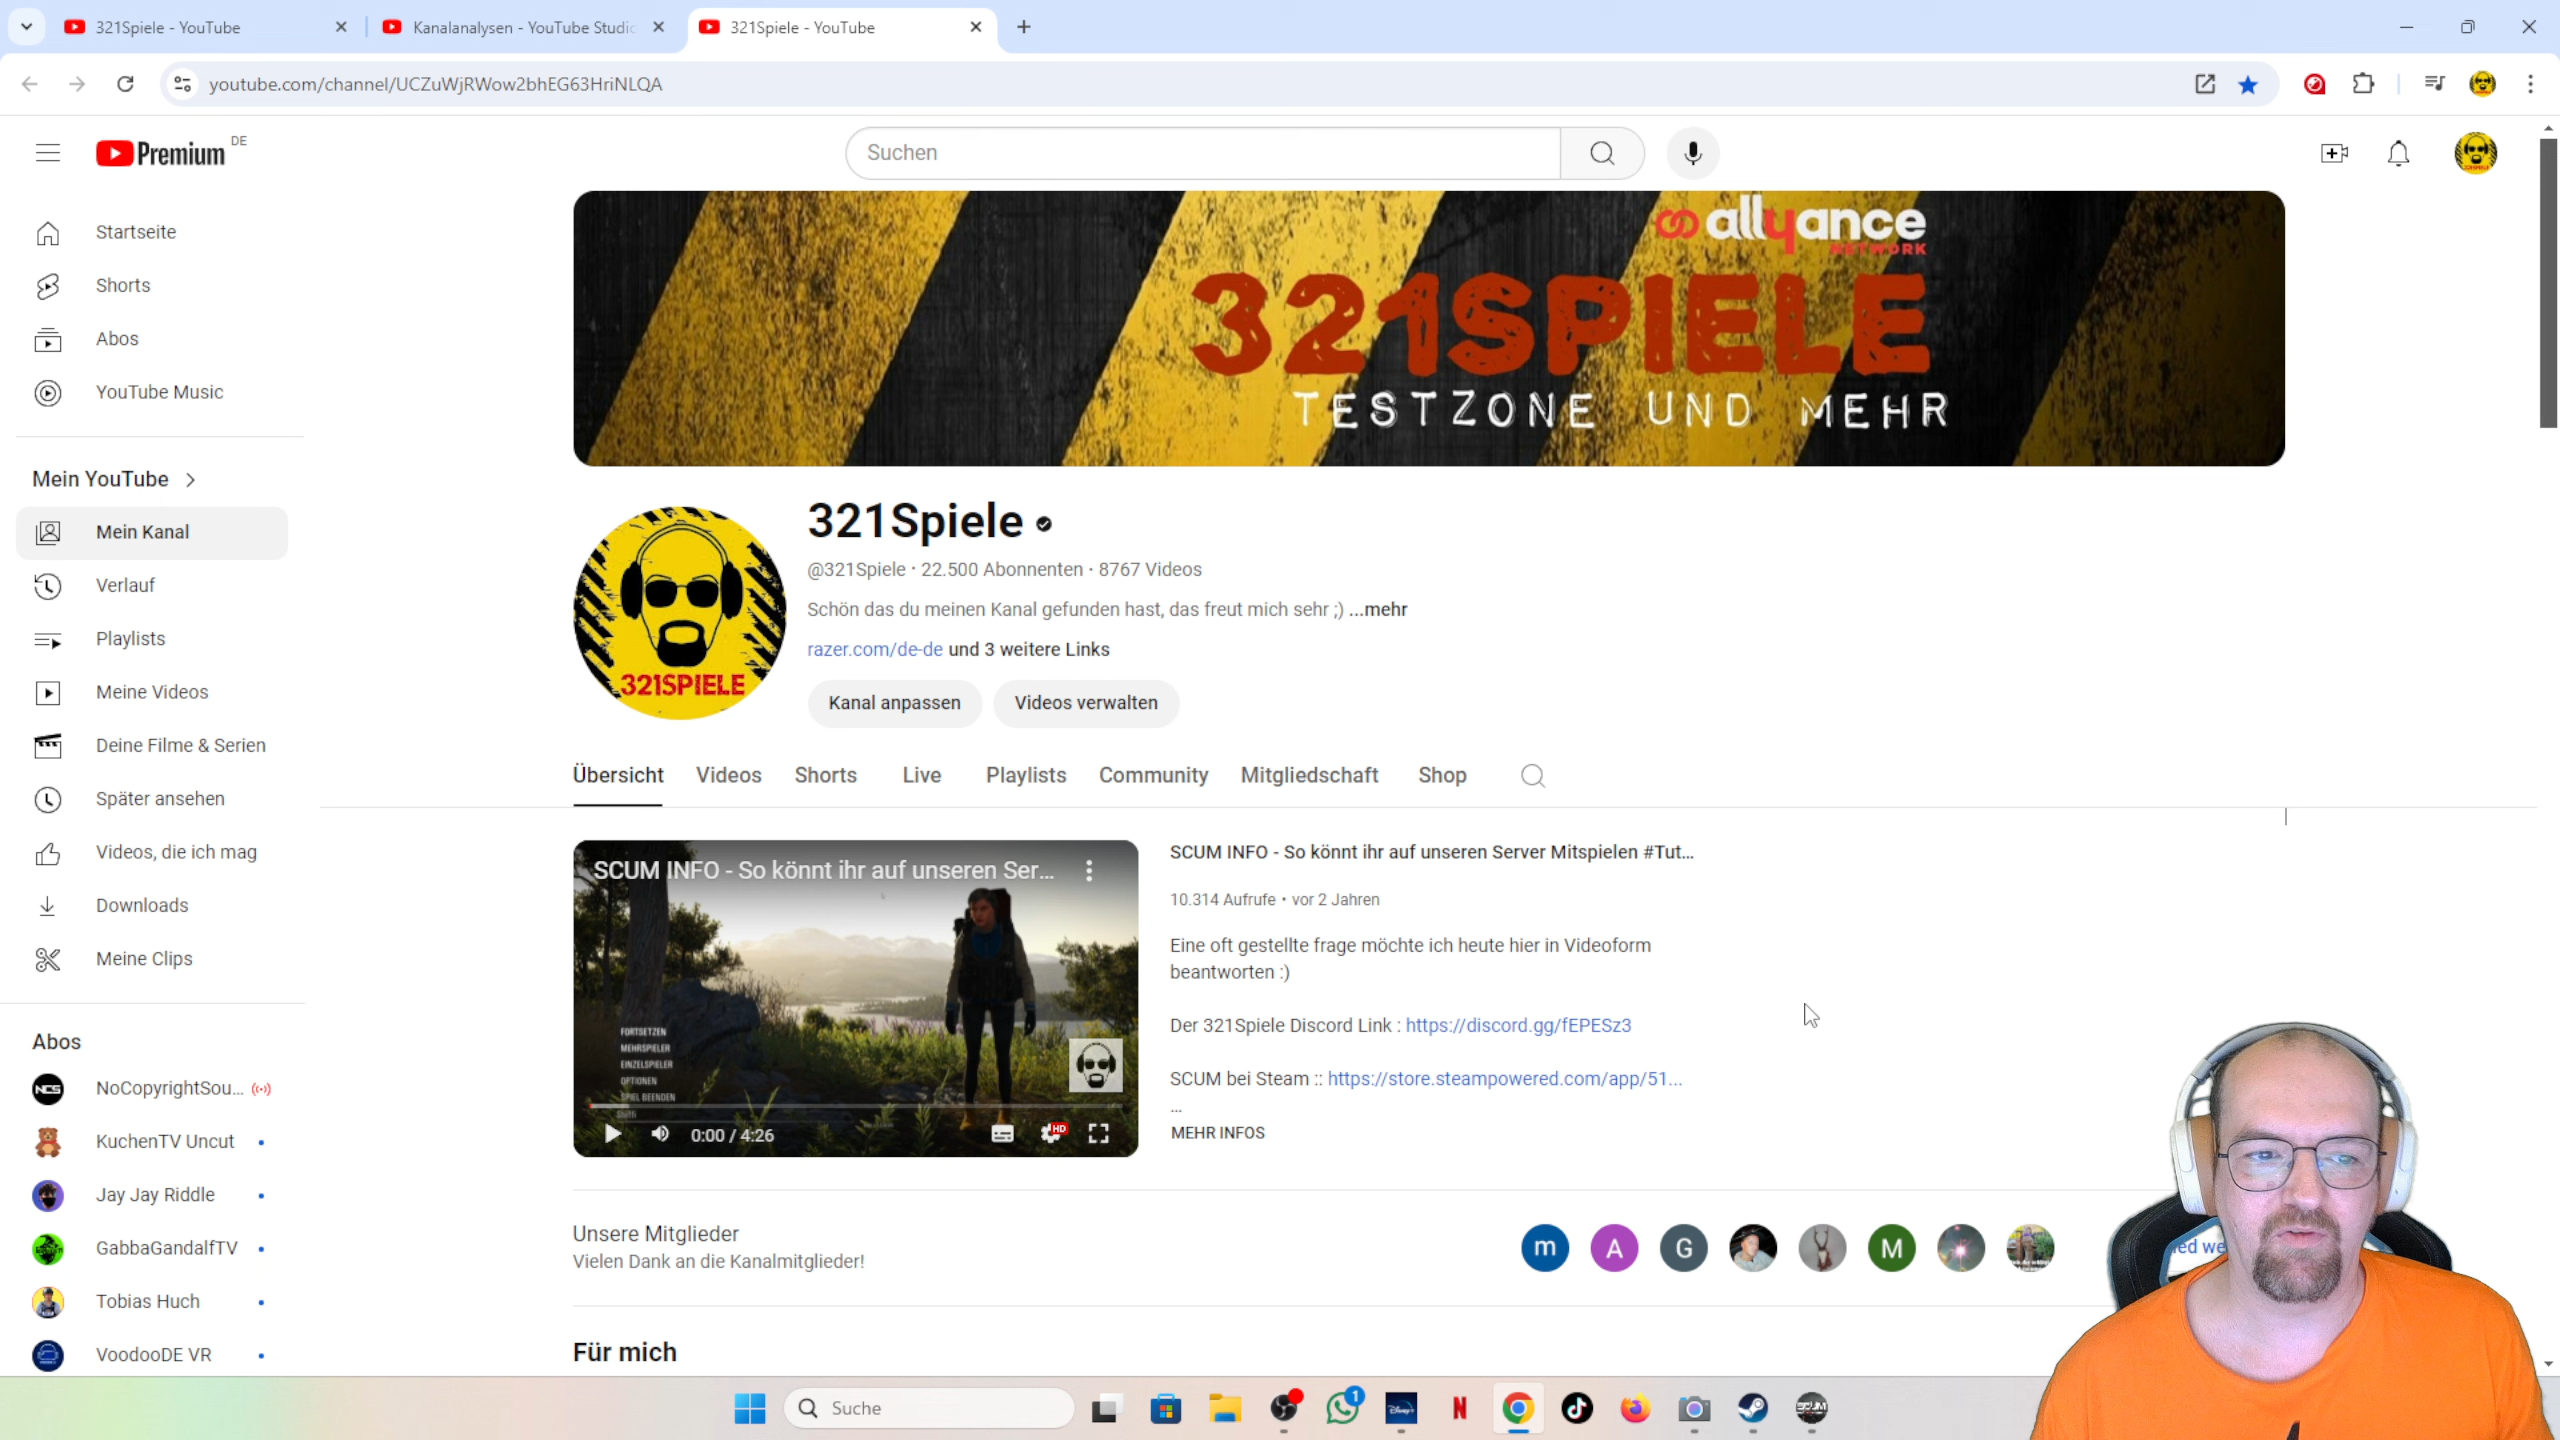 321Spiele - YouTube
Kanalanalysen - YouTube Studio
321Spiele - YouTube
youtube.com/channel/UCZuWjRWow2bhEG63HriNLQA
Premium DE
Suchen
Startseite
Shorts
Abos
YouTube Music
Mein YouTube
Mein Kanal
Verlauf
Playlists
Meine Videos
Deine Filme & Serien
Später ansehen
Videos, die ich mag
Downloads
Meine Clips
Abos
NoCopyrightSou...
KuchenTV Uncut
Jay Jay Riddle
GabbaGandalfTV
Tobias Huch
VoodooDE VR
allyance
NETWORK
321SPIELE
TESTZONE UND MEHR
321SPIELE
321Spiele
@321Spiele · 22.500 Abonnenten · 8767 Videos
Schön das du meinen Kanal gefunden hast, das freut mich sehr ;) ...mehr
razer.com/de-de und 3 weitere Links
Kanal anpassen
Videos verwalten
Übersicht
Videos
Shorts
Live
Playlists
Community
Mitgliedschaft
Shop
SCUM INFO - So könnt ihr auf unseren Ser...
FORTSETZEN
MEHRSPIELER
EINZELSPIELER
OPTIONEN
SPIEL BEENDEN
0:00 / 4:26
HD
SCUM INFO - So könnt ihr auf unseren Server Mitspielen #Tut...
10.314 Aufrufe • vor 2 Jahren
Eine oft gestellte frage möchte ich heute hier in Videoform
beantworten :)
Der 321Spiele Discord Link : https://discord.gg/fEPESz3
SCUM bei Steam :: https://store.steampowered.com/app/51...
...
MEHR INFOS
Unsere Mitglieder
Vielen Dank an die Kanalmitglieder!
m
A
G
M
Für mich
Suche
1
Disney+
N
SCUM